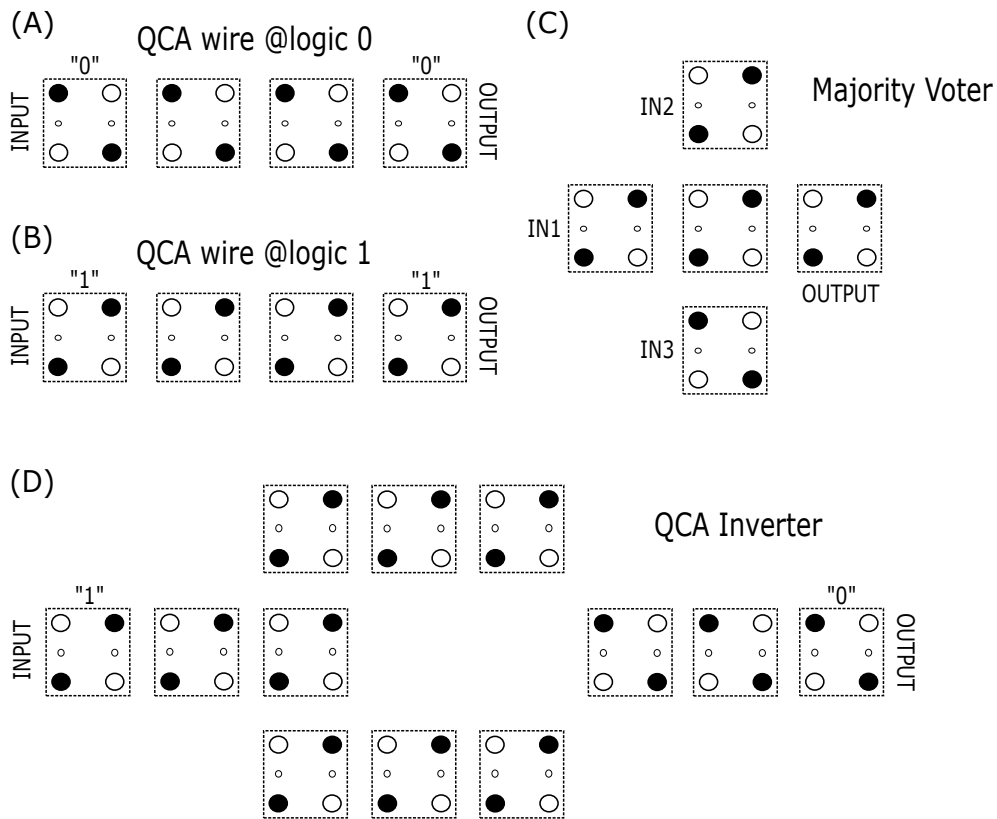 (A)
QCA wire @logic 0
"0"
"0"
INPUT
OUTPUT
(B)
QCA wire @logic 1
"1"
"1"
INPUT
OUTPUT
(C)
Majority Voter
IN2
IN1
OUTPUT
IN3
(D)
QCA Inverter
"1"
"0"
INPUT
OUTPUT